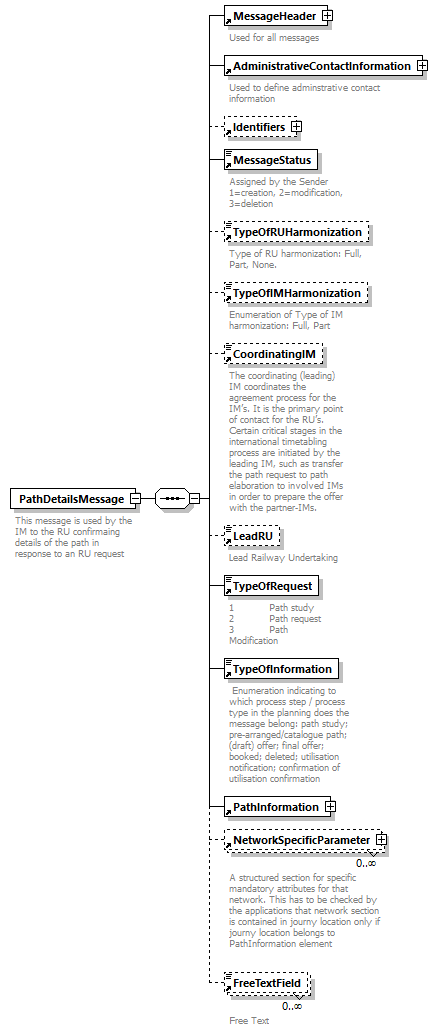 MessageHeader
Used for all messages
AdministrativeContactInformation
Used to define adminstrative contact
information
Identifiers
MessageStatus
Assigned by the Sender
1=creation, 2=modification,
3=deletion
TypeOfRUHarmonization
Type of RU harmonization: Full,
Part, None.
TypeOfIMHarmonization
Enumeration of Type of IM
harmonization: Full, Part
CoordinatingIM
The coordinating (leading)
IM coordinates the
agreement process for the
IM's. It is the primary point
of contact for the RU's.
Certain critical stages in the
international timetabling
process are initiated by the
leading IM, such as transfer
the path request to path
elaboration to involved IMs
in order to prepare the offer
with the partner-IMs.
PathDetailsMessage
This message is used by the
IM to the RU confirmaing
details of the path in
response to an RU request
LeadRU
Lead Railway Undertaking
TypeOfRequest
1 Path study
2 Path request
3 Path
Modification
TypeOfInformation
Enumeration indicating to
which process step / process
type in the planning does the
message belong: path study;
pre-arranged/catalogue path;
(draft) offer; final offer;
booked; deleted; utilisation
notification; confirmation of
utilisation confirmation
PathInformation
NetworkSpecificParameter
0..∞
A structured section for specific
mandatory attributes for that
network. This has to be checked by
the applications that network section
is contained in journy location only if
journy location belongs to
PathInformation element
FreeTextField
0..∞
Free Text